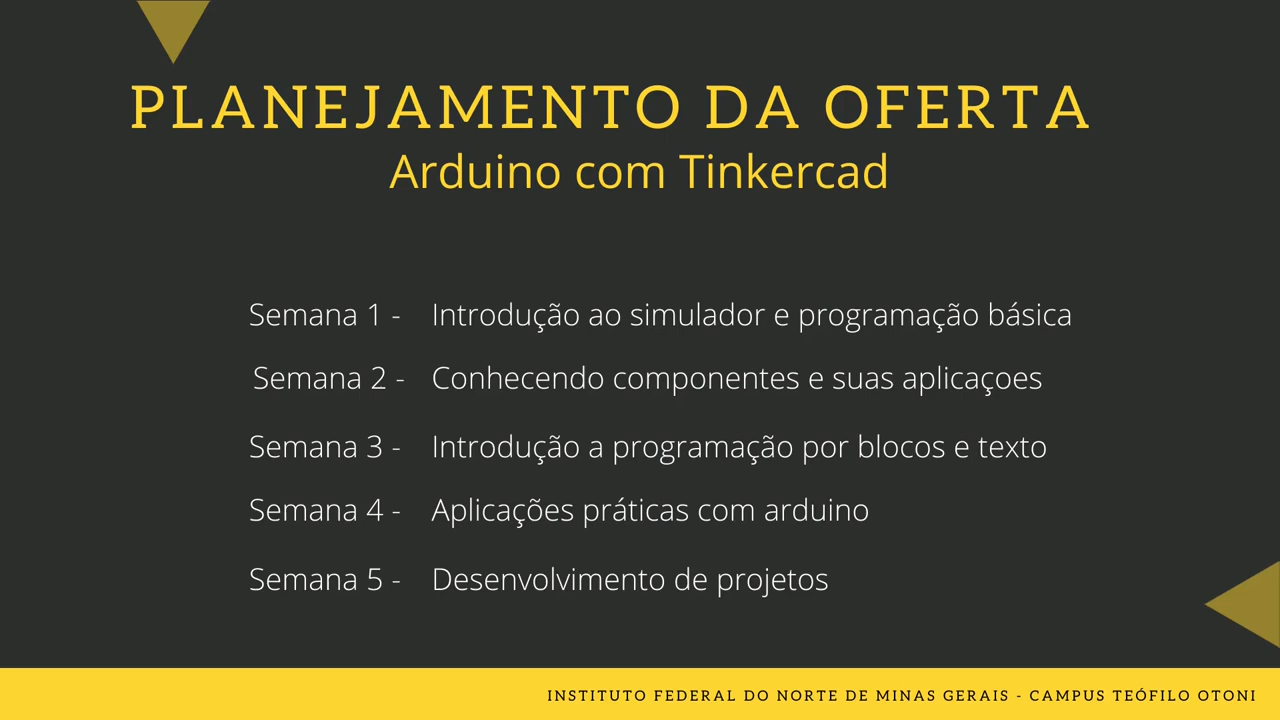 PLANEJAMENTO DA OFERTA
Arduino com Tinkercad
Semana 1 - Introdução ao simulador e programação básica
Semana 2 - Conhecendo componentes e suas aplicaçoes
Semana 3 - Introdução a programação por blocos e texto
Semana 4 - Aplicações práticas com arduino
Semana 5 - Desenvolvimento de projetos
INSTITUTO FEDERAL DO NORTE DE MINAS GERAIS - CAMPUS TEÓFILO OTONI